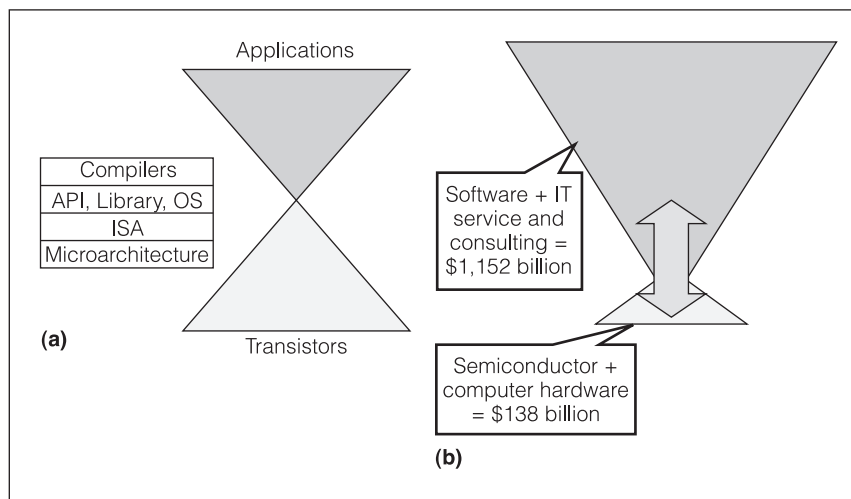 Applications
Compilers
API, Library, OS
ISA
Microarchitecture
Transistors
(a)
Software + IT
service and
consulting =
$1,152 billion
Semiconductor +
computer hardware
= $138 billion
(b)